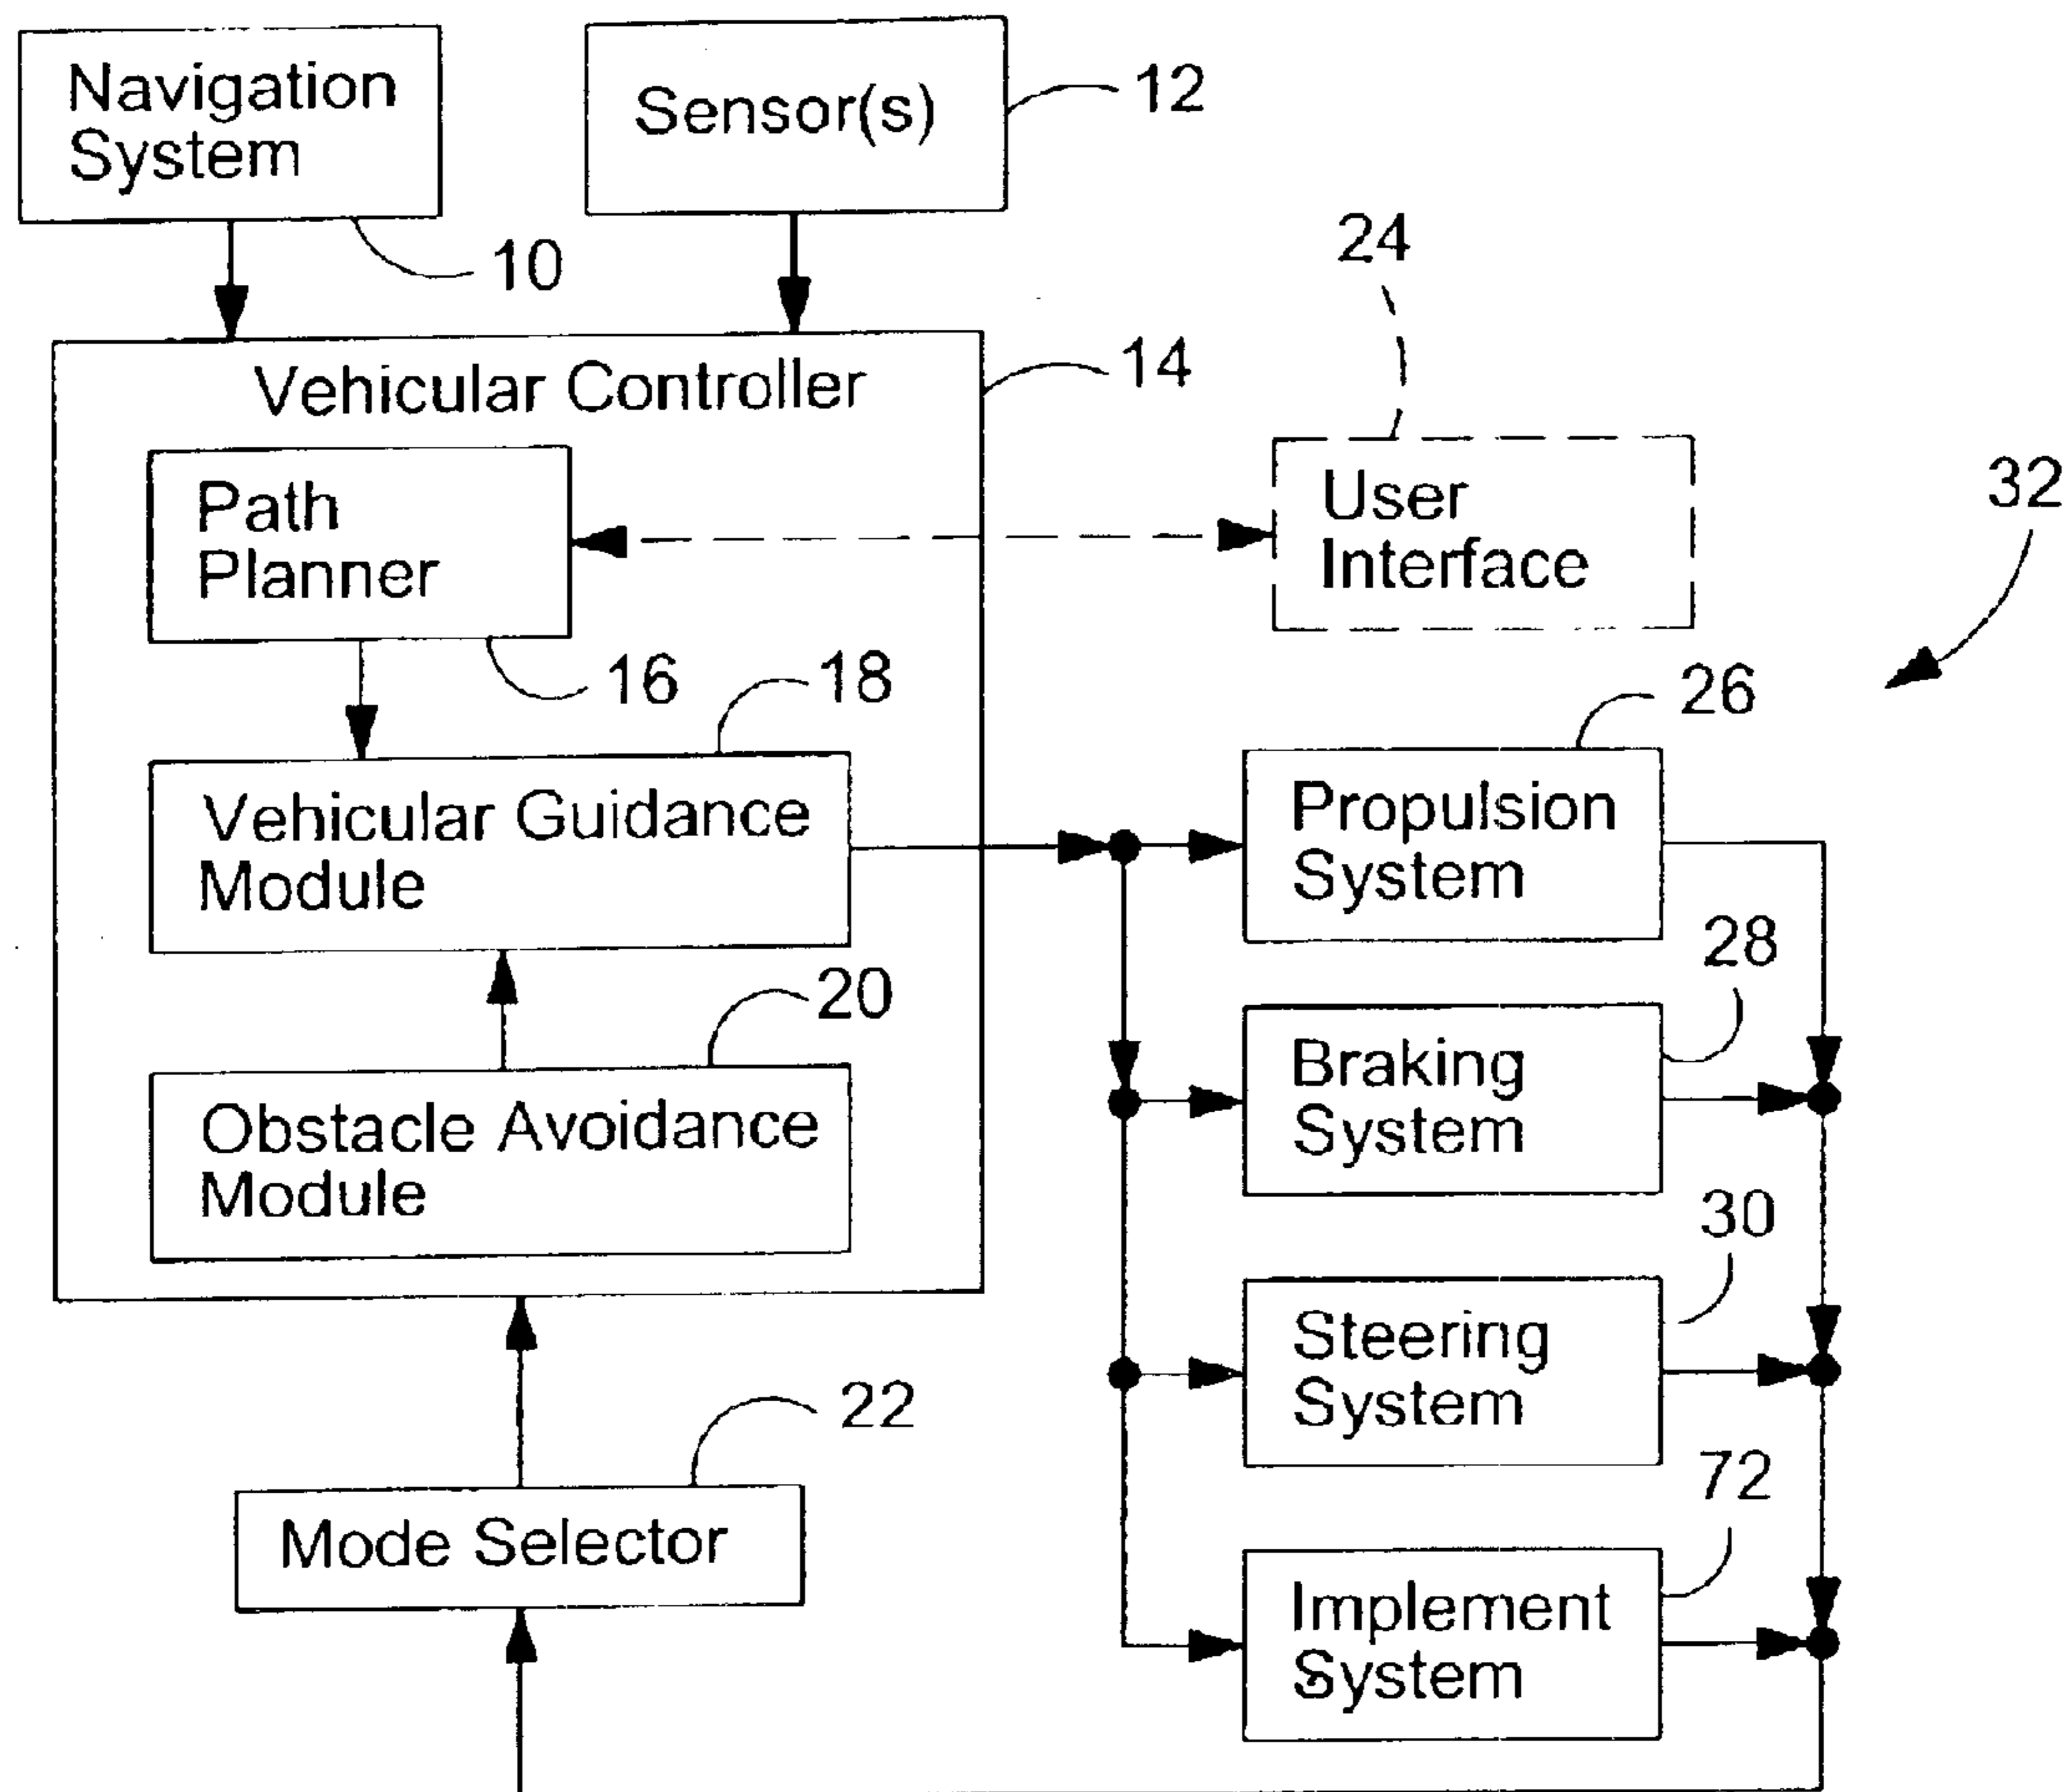 Navigation
System
10
Sensor(s)
12
Vehicular Controller
14
Path
Planner
16
24
User
Interface
32
Vehicular Guidance
Module
18
Obstacle Avoidance
Module
20
Mode Selector
22
26
Propulsion
System
28
Braking
System
30
Steering
System
72
Implement
System